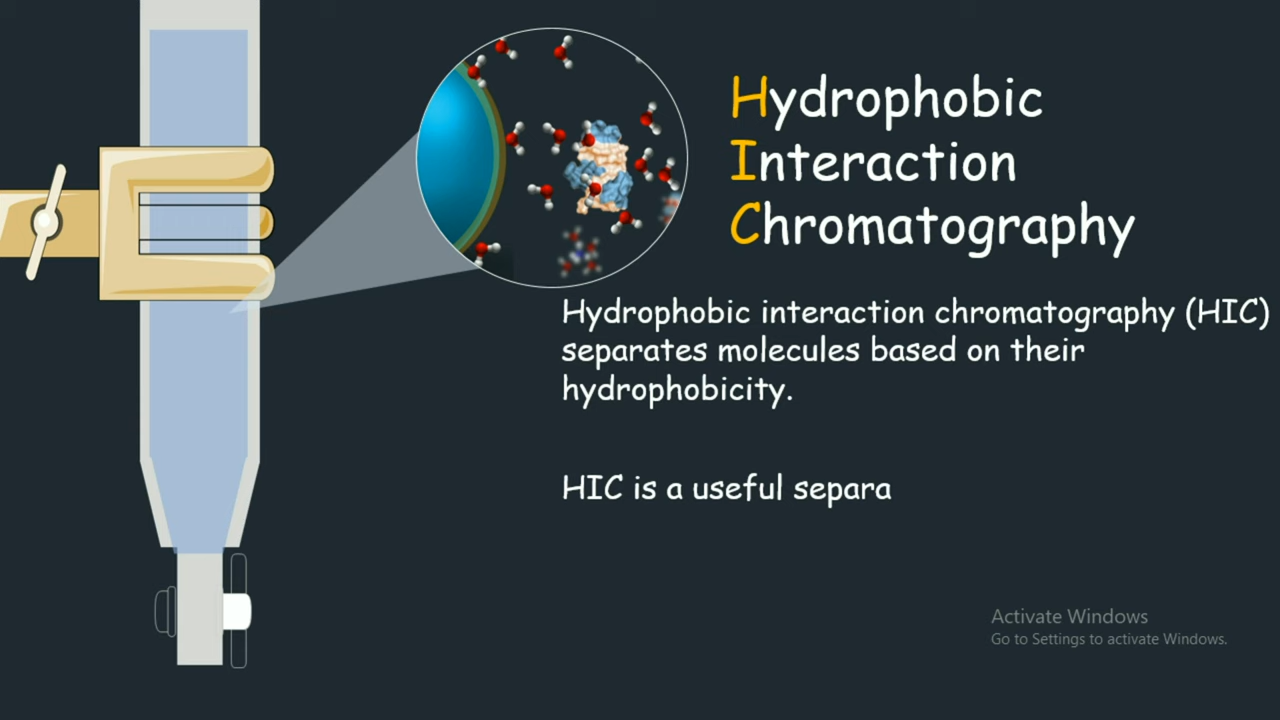 Hydrophobic
Interaction
Chromatography
Hydrophobic interaction chromatography (HIC)
separates molecules based on their
hydrophobicity.
HIC is a useful separa
Activate Windows
Go to Settings to activate Windows.